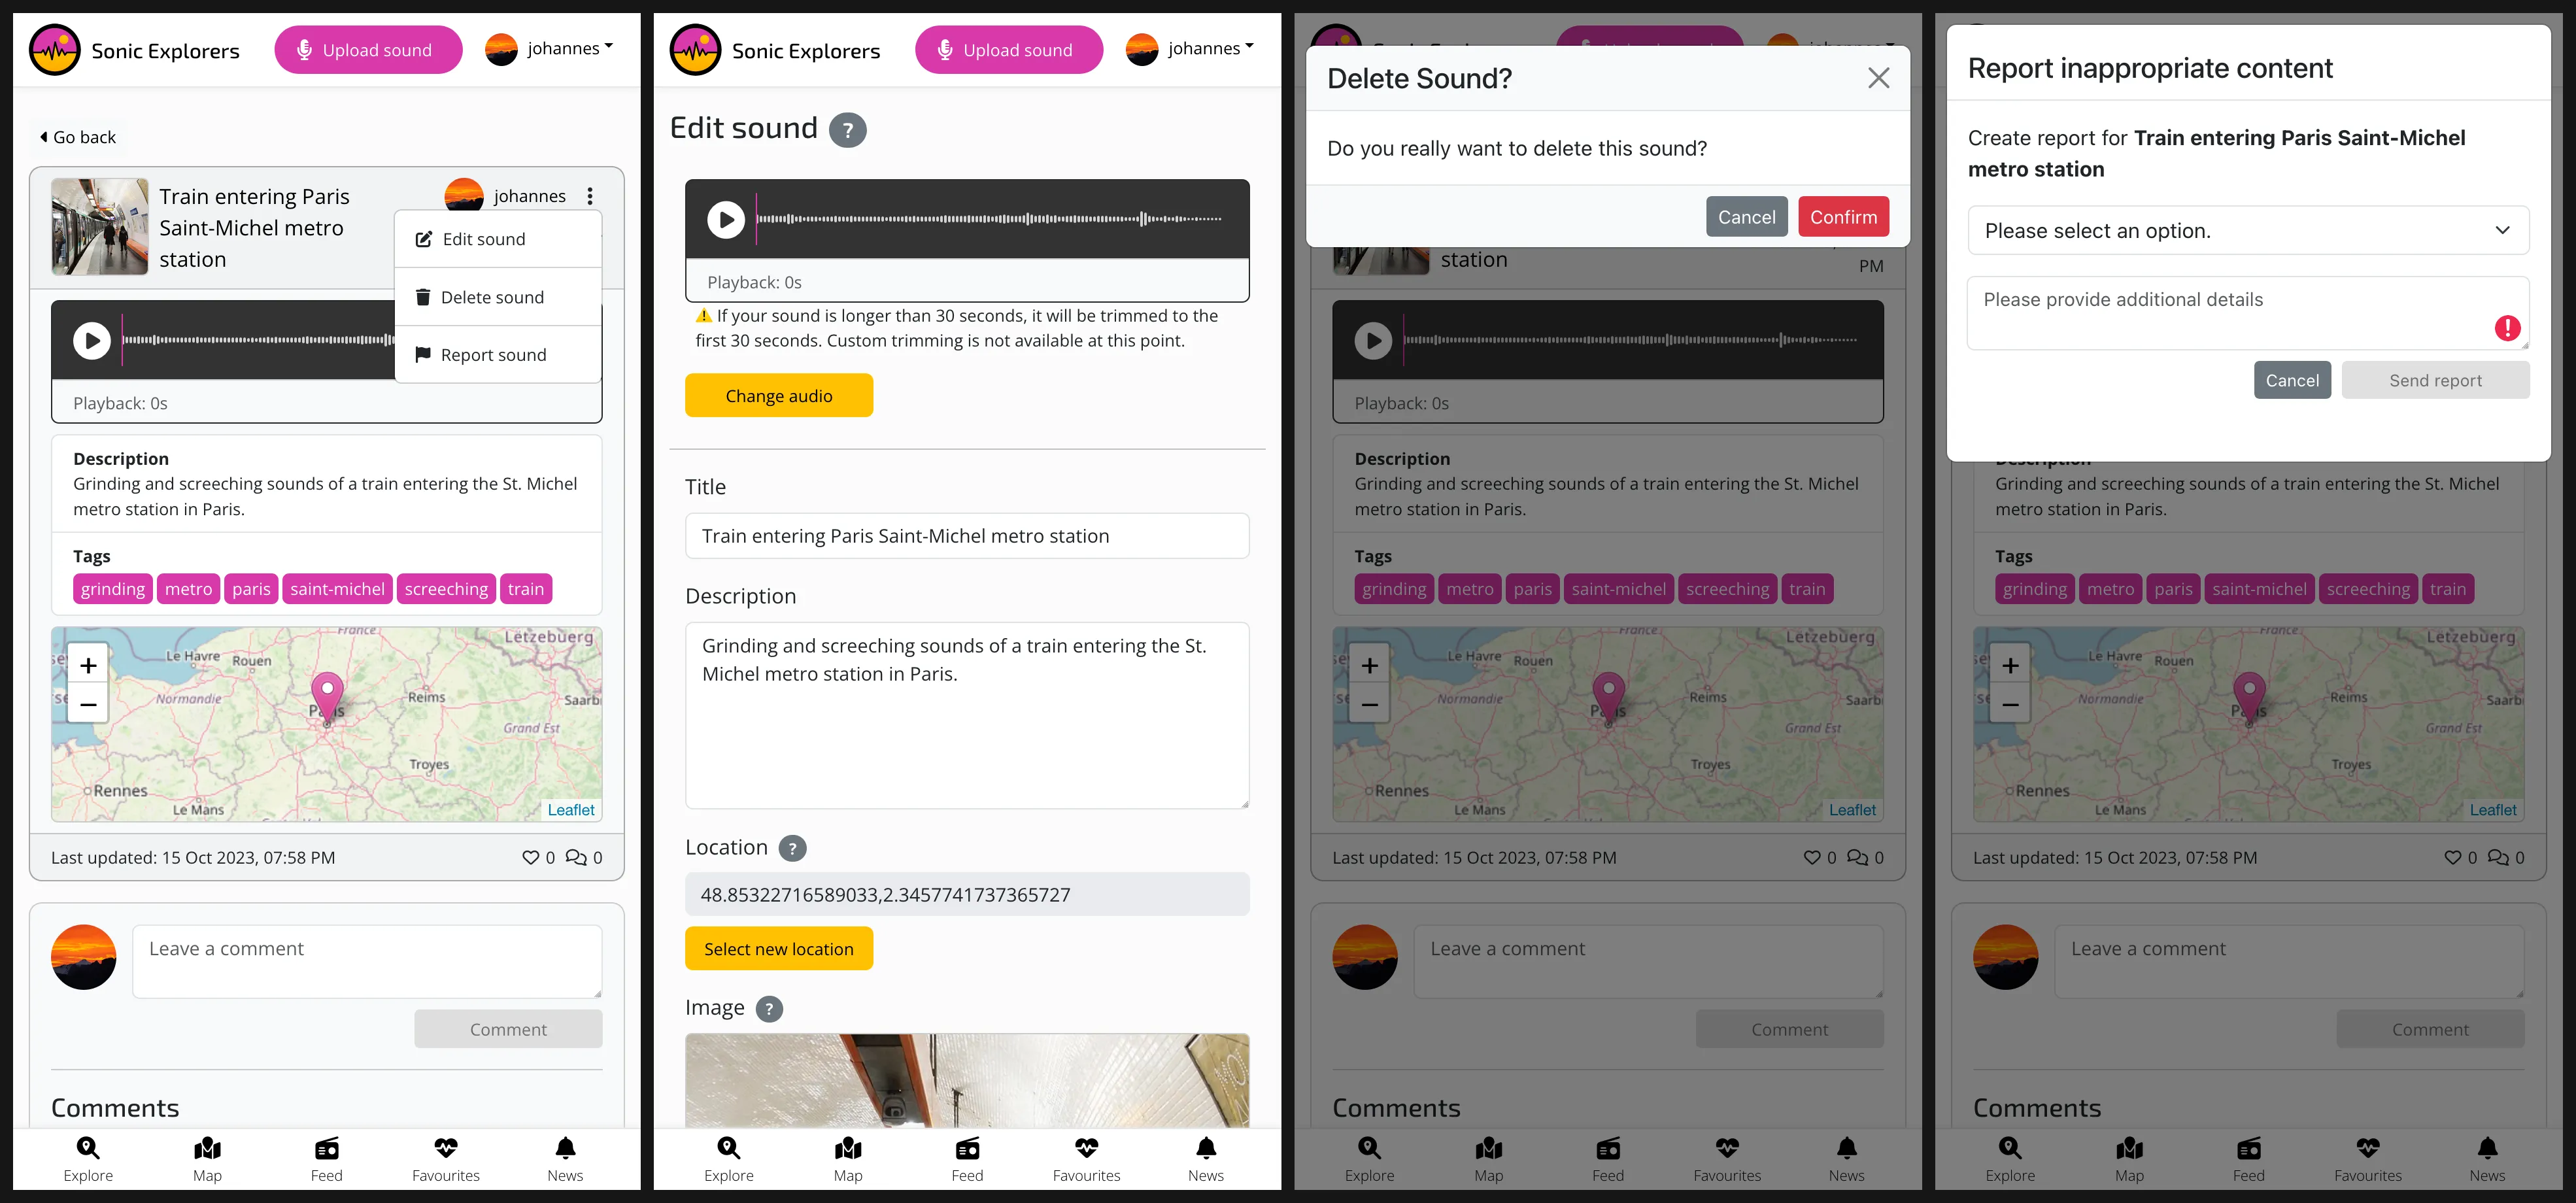 Sonic Explorers
Upload sound
johannes
Go back
Train entering Paris
Saint-Michel metro
station
johannes
Edit sound
Delete sound
Report sound
Playback: 0s
Description
Grinding and screeching sounds of a train entering the St. Michel
metro station in Paris.
Tags
grinding metro paris saint-michel screeching train
France
Lëtzebuerg
Le Havre
Rouen
+
−
Normandie
Paris
Reims
Saarb
Grand Est
Troyes
Rennes
Le Mans
Leaflet
Last updated: 15 Oct 2023, 07:58 PM
0 0
Leave a comment
Comment
Comments
Explore Map Feed Favourites News
Sonic Explorers
Upload sound
johannes
Edit sound ?
Playback: 0s
If your sound is longer than 30 seconds, it will be trimmed to the
first 30 seconds. Custom trimming is not available at this point.
Change audio
Title
Train entering Paris Saint-Michel metro station
Description
Grinding and screeching sounds of a train entering the St.
Michel metro station in Paris.
Location ?
48.85322716589033,2.3457741737365727
Select new location
Image ?
Explore Map Feed Favourites News
Delete Sound?
Do you really want to delete this sound?
Cancel Confirm
station
PM
Playback: 0s
Description
Grinding and screeching sounds of a train entering the St. Michel
metro station in Paris.
Tags
grinding metro paris saint-michel screeching train
France
Lëtzebuerg
Le Havre
Rouen
+
−
Normandie
Paris
Reims
Saarb
Grand Est
Troyes
Rennes
Le Mans
Leaflet
Last updated: 15 Oct 2023, 07:58 PM
0 0
Leave a comment
Comment
Comments
Explore Map Feed Favourites News
Report inappropriate content
Create report for Train entering Paris Saint-Michel
metro station
Please select an option.
Please provide additional details
Cancel Send report
Description
Grinding and screeching sounds of a train entering the St. Michel
metro station in Paris.
Tags
grinding metro paris saint-michel screeching train
France
Lëtzebuerg
Le Havre
Rouen
+
−
Normandie
Paris
Reims
Saarb
Grand Est
Troyes
Rennes
Le Mans
Leaflet
Last updated: 15 Oct 2023, 07:58 PM
0 0
Leave a comment
Comment
Comments
Explore Map Feed Favourites News